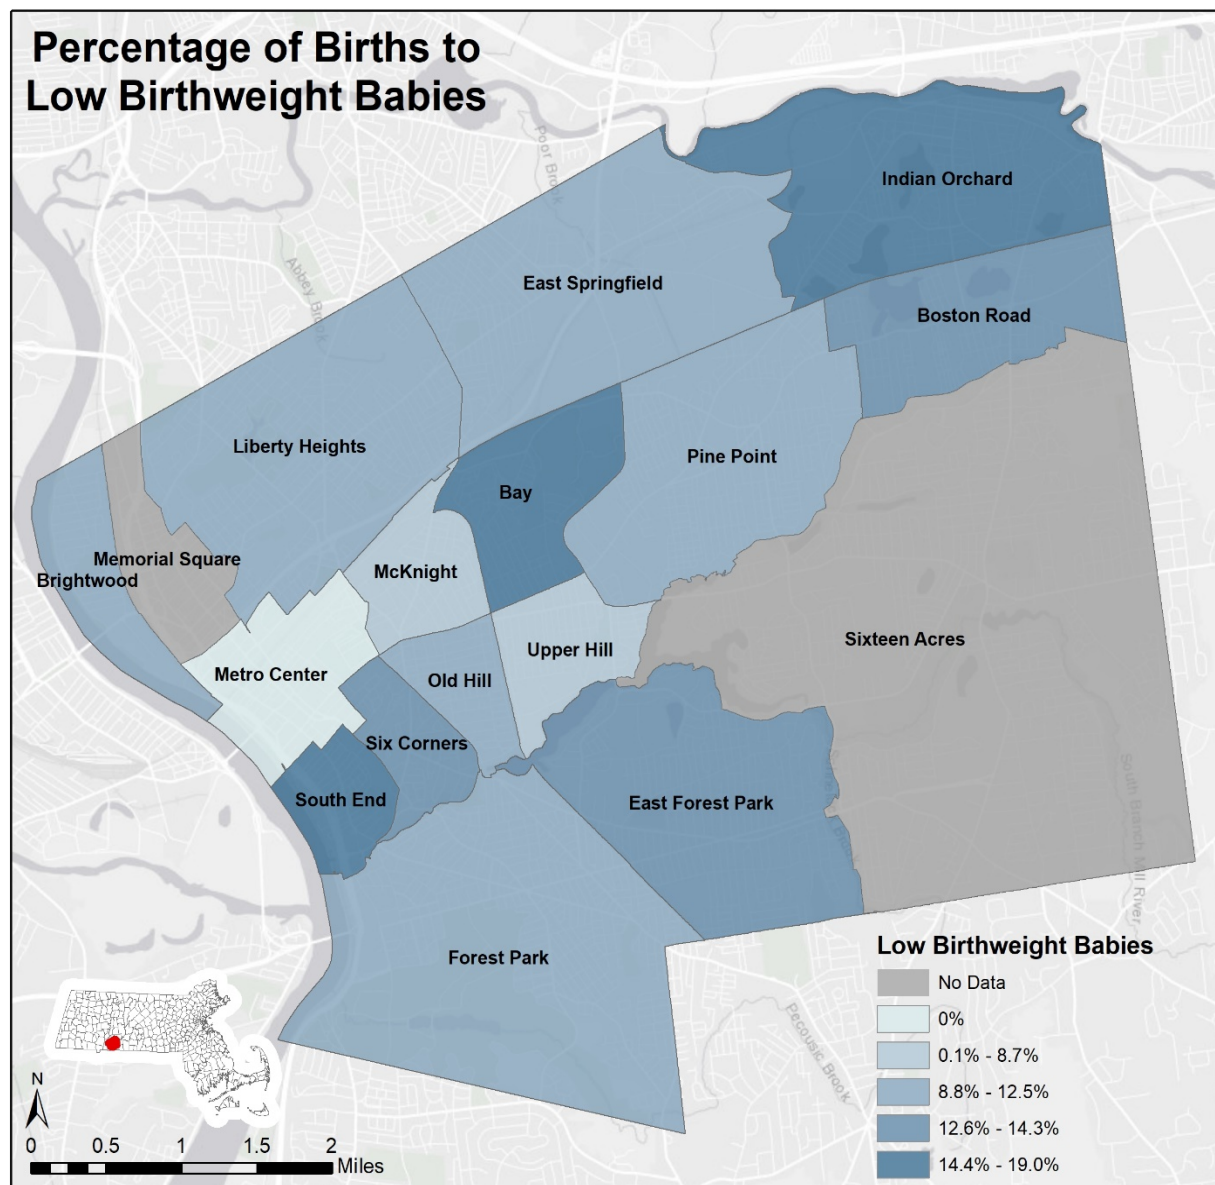 Percentage of Births to
Low Birthweight Babies
Poor Brook
Indian Orchard
Abbey Brook
East Springfield
Boston Road
Liberty Heights
Pine Point
Bay
Memorial Square
McKnight
Brightwood
Upper Hill
Sixteen Acres
Metro Center
Old Hill
Six Corners
South End
East Forest Park
South Branch Mill River
Forest Park
Pecousic Brook
Low Birthweight Babies
No Data
0%
0.1% - 8.7%
8.8% - 12.5%
12.6% - 14.3%
14.4% - 19.0%
N
0 0.5 1 1.5 2
Miles